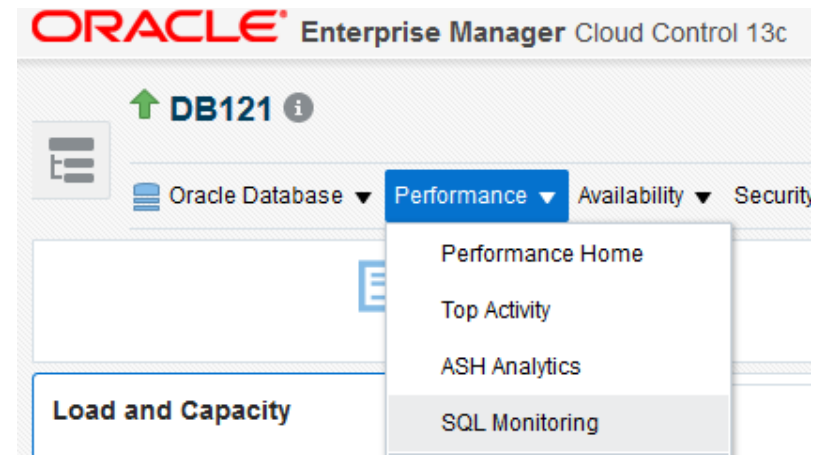 ORACLE Enterprise Manager Cloud Control 13c
DB121
Oracle Database Performance Availability Security
Performance Home
Top Activity
ASH Analytics
Load and Capacity
SQL Monitoring